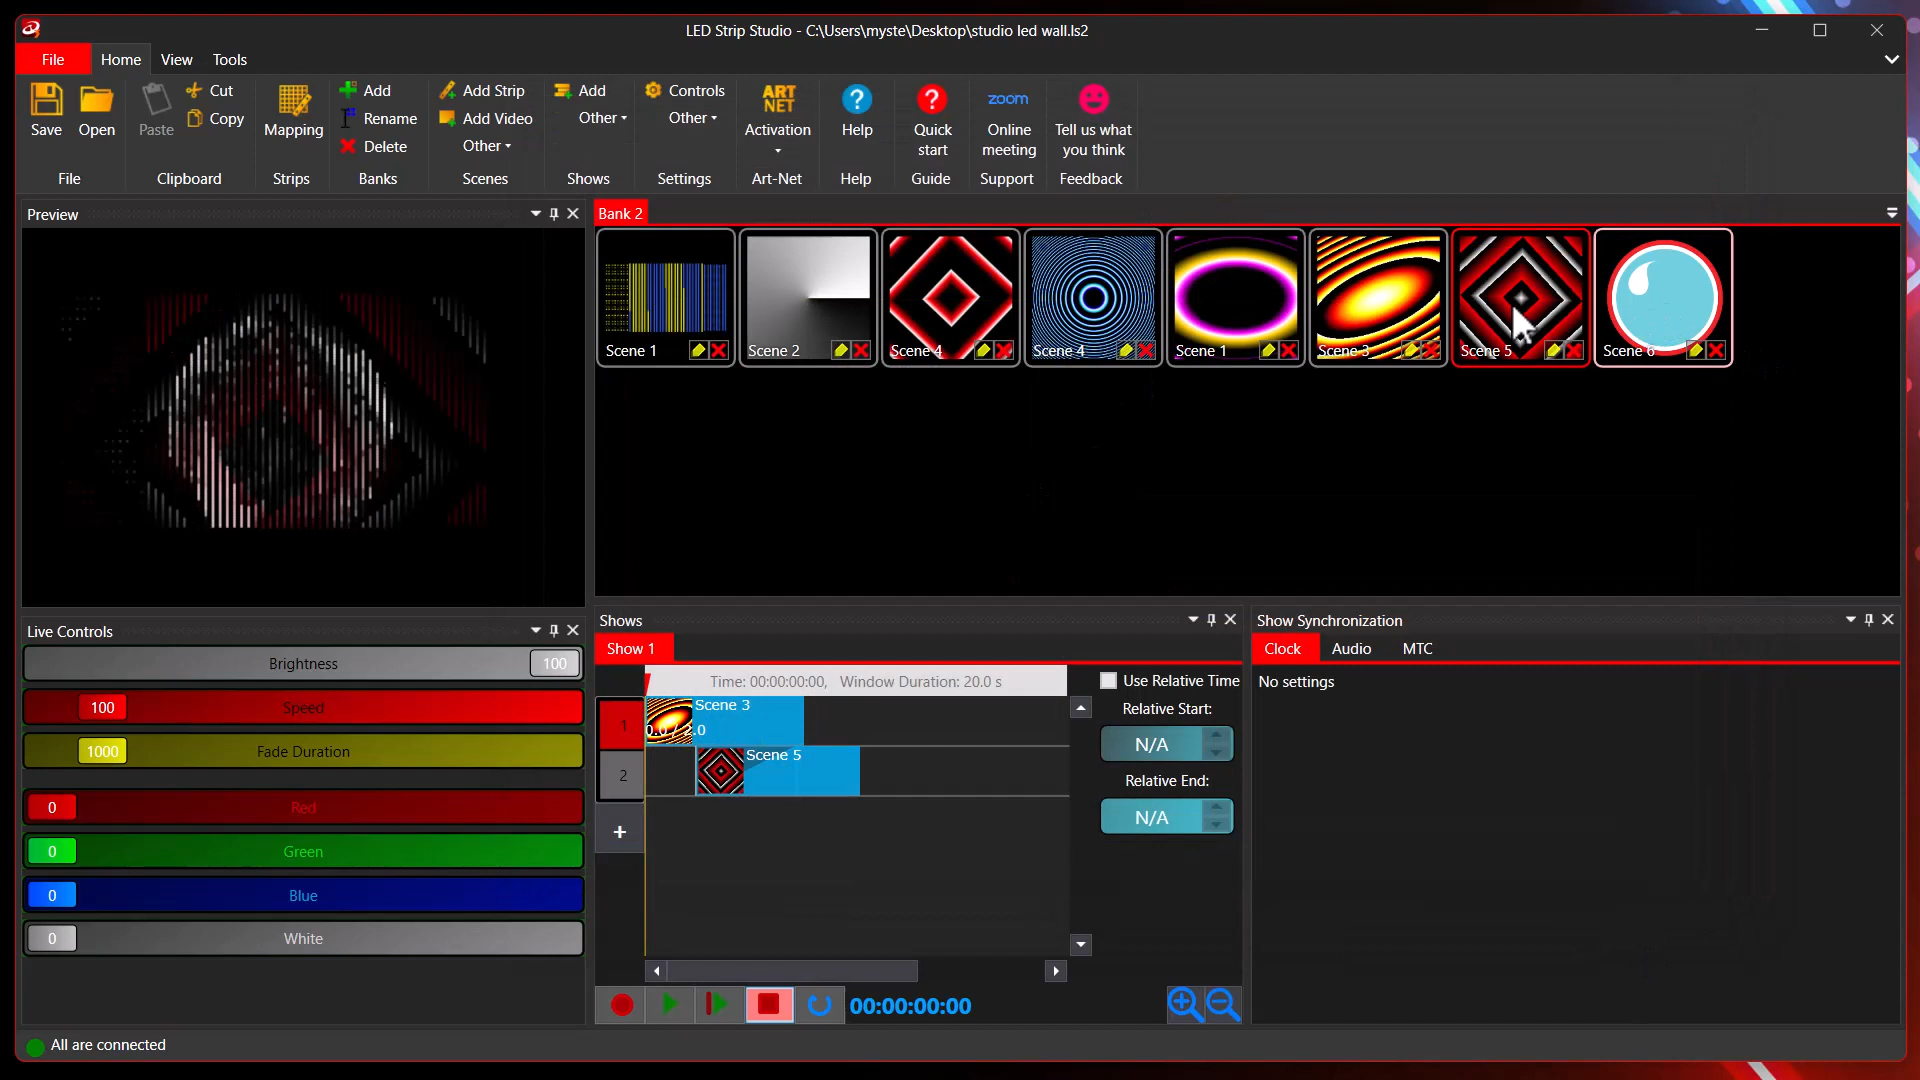 LED Strip Studio - C:\Users\myste\Desktop\studio led wall.ls2
File Home View Tools
Save
Open
Paste
Cut
Copy
Mapping
Add
Rename
Delete
Add Strip
Add Video
Other
Add
Other
Controls
Other
ART
NET
Activation
Help
Quick
start
zoom
Online
meeting
Tell us what
you think
File Clipboard Strips Banks Scenes Shows Settings Art-Net Help Guide Support Feedback
Preview
Bank 2
Scene 1
Scene 2
Scene 4
Scene 4
Scene 1
Scene 3
Scene 5
Scene 6
Live Controls
Brightness 100
100 Speed
1000 Fade Duration
0 Red
0 Green
0 Blue
0 White
Shows
Show 1
Time: 00:00:00:00, Window Duration: 20.0 s
1
Scene 3
0.0 / 2.0
2
Scene 5
+
Use Relative Time
Relative Start:
N/A
Relative End:
N/A
00:00:00:00
Show Synchronization
Clock Audio MTC
No settings
All are connected